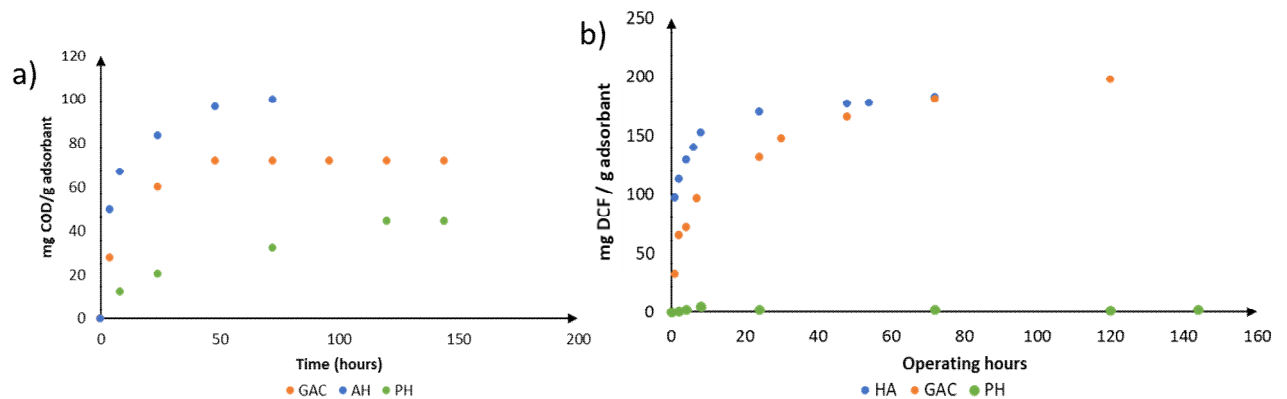 a)
120
100
80
60
40
20
0
mg COD/g adsorbant
0 50 100 150 200
Time (hours)
GAC AH PH
b)
250
200
150
100
50
0
mg DCF / g adsorbant
0 20 40 60 80 100 120 140 160
Operating hours
HA GAC PH